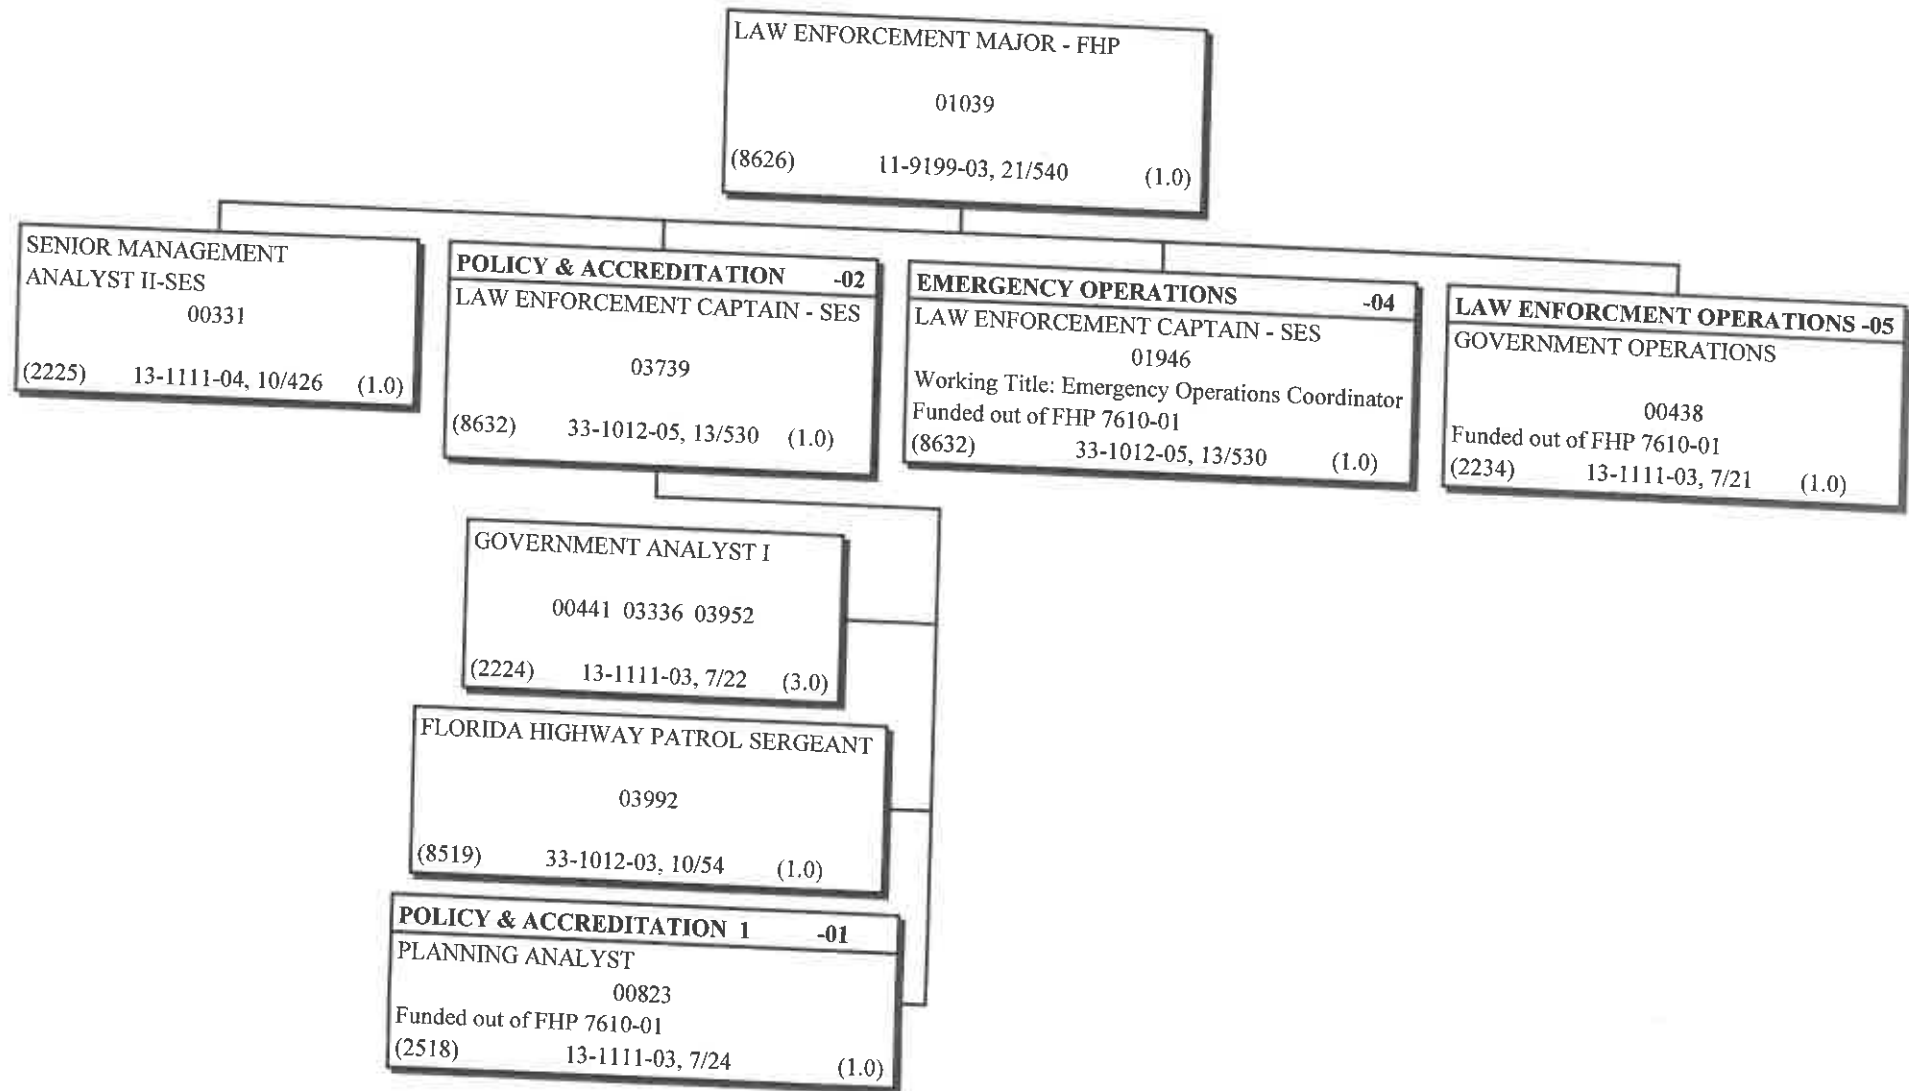 LAW ENFORCEMENT MAJOR - FHP
01039
(8626) 11-9199-03, 21/540 (1.0)
SENIOR MANAGEMENT
ANALYST II-SES
00331
(2225) 13-1111-04, 10/426 (1.0)
POLICY & ACCREDITATION -02
LAW ENFORCEMENT CAPTAIN - SES
03739
(8632) 33-1012-05, 13/530 (1.0)
EMERGENCY OPERATIONS -04
LAW ENFORCEMENT CAPTAIN - SES
01946
Working Title: Emergency Operations Coordinator
Funded out of FHP 7610-01
(8632) 33-1012-05, 13/530 (1.0)
LAW ENFORCMENT OPERATIONS -05
GOVERNMENT OPERATIONS
00438
Funded out of FHP 7610-01
(2234) 13-1111-03, 7/21 (1.0)
GOVERNMENT ANALYST I
00441 03336 03952
(2224) 13-1111-03, 7/22 (3.0)
FLORIDA HIGHWAY PATROL SERGEANT
03992
(8519) 33-1012-03, 10/54 (1.0)
POLICY & ACCREDITATION 1 -01
PLANNING ANALYST
00823
Funded out of FHP 7610-01
(2518) 13-1111-03, 7/24 (1.0)